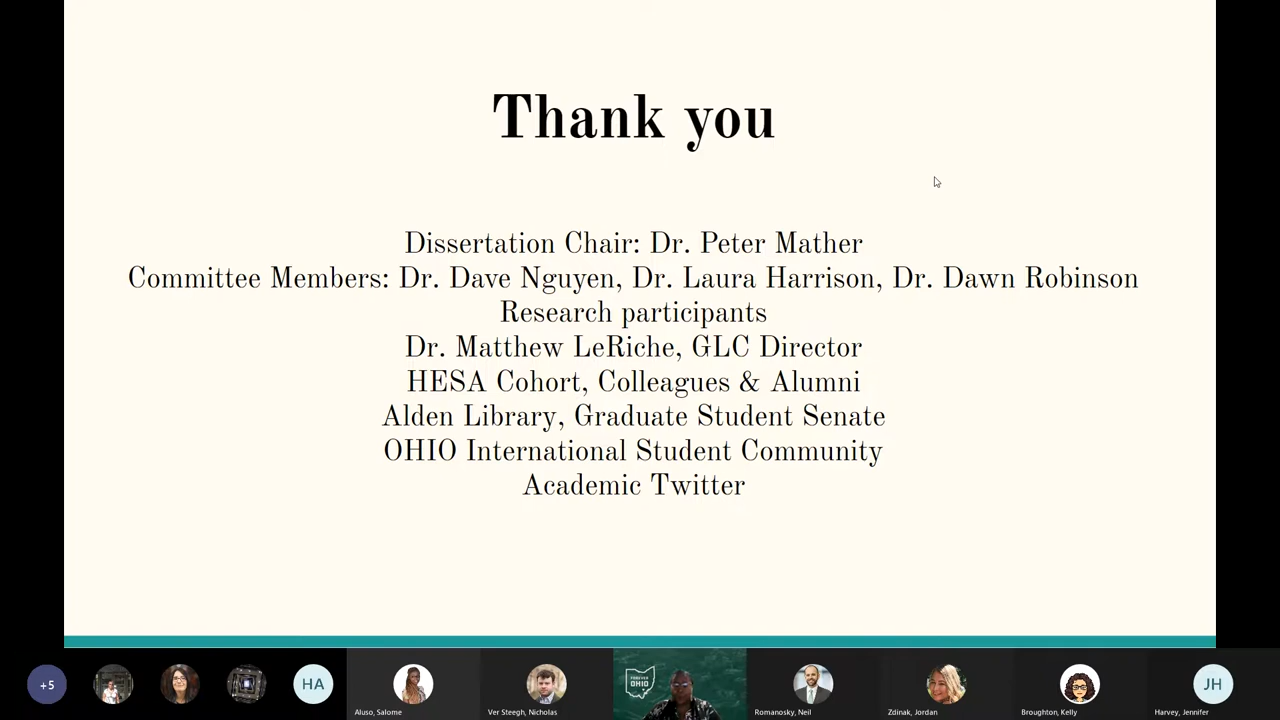 Thank you
Dissertation Chair: Dr. Peter Mather
Committee Members: Dr. Dave Nguyen, Dr. Laura Harrison, Dr. Dawn Robinson
Research participants
Dr. Matthew LeRiche, GLC Director
HESA Cohort, Colleagues & Alumni
Alden Library, Graduate Student Senate
OHIO International Student Community
Academic Twitter
+5
HA
Aluso, Salome
Ver Steegh, Nicholas
FOREVER
OHIO
Romanosky, Neil
Zdinak, Jordan
Broughton, Kelly
JH
Harvey, Jennifer